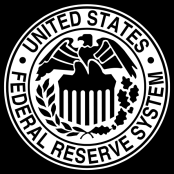 UNITED STATES
FEDERAL RESERVE SYSTEM